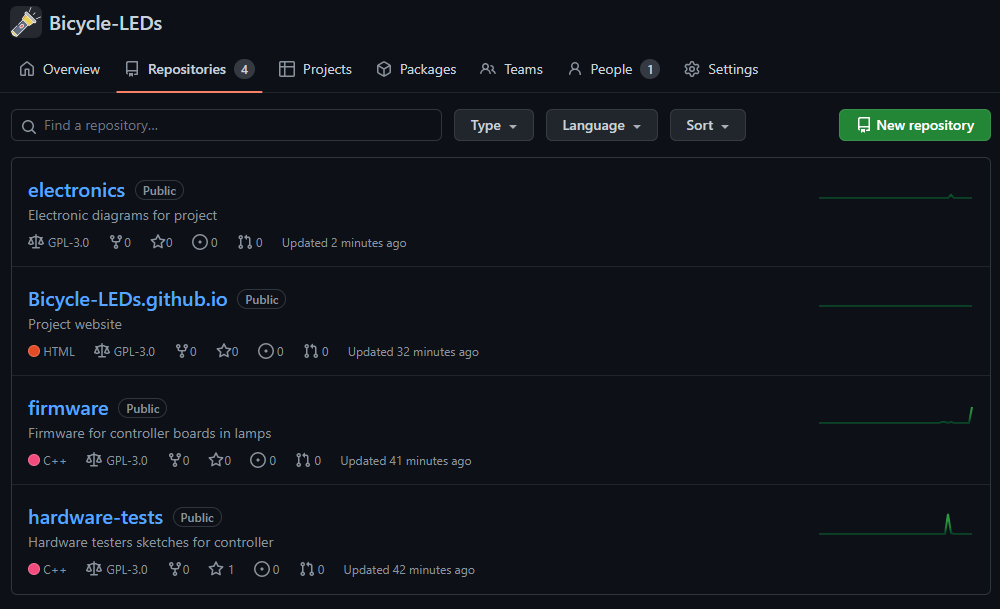 Bicycle-LEDs
Overview Repositories 4 Projects Packages Teams People 1 Settings
Find a repository... Type Language Sort New repository
electronics Public
Electronic diagrams for project
GPL-3.0 0 0 0 0 Updated 2 minutes ago
Bicycle-LEDs.github.io Public
Project website
HTML GPL-3.0 0 0 0 0 Updated 32 minutes ago
firmware Public
Firmware for controller boards in lamps
C++ GPL-3.0 0 0 0 0 Updated 41 minutes ago
hardware-tests Public
Hardware testers sketches for controller
C++ GPL-3.0 0 1 0 0 Updated 42 minutes ago